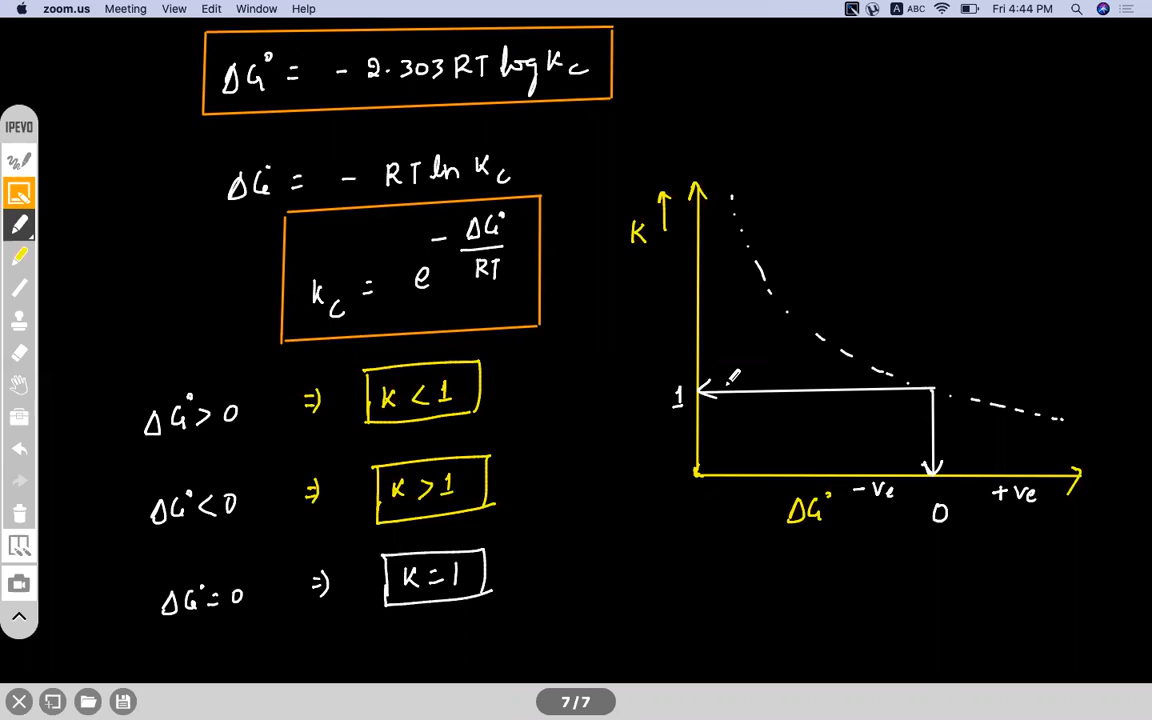 zoom.us Meeting View Edit Window Help
ABC Fri 4:44 PM
ΔG° = - 2.303 RT log Kc
IPEVO
ΔG° = - RT ln Kc
Kc = e^(-ΔG°/RT)
ΔG° > 0 ⇒ K < 1
ΔG° < 0 ⇒ K > 1
ΔG° = 0 ⇒ K = 1
K ↑
1
ΔG° -ve 0 +ve
7/7